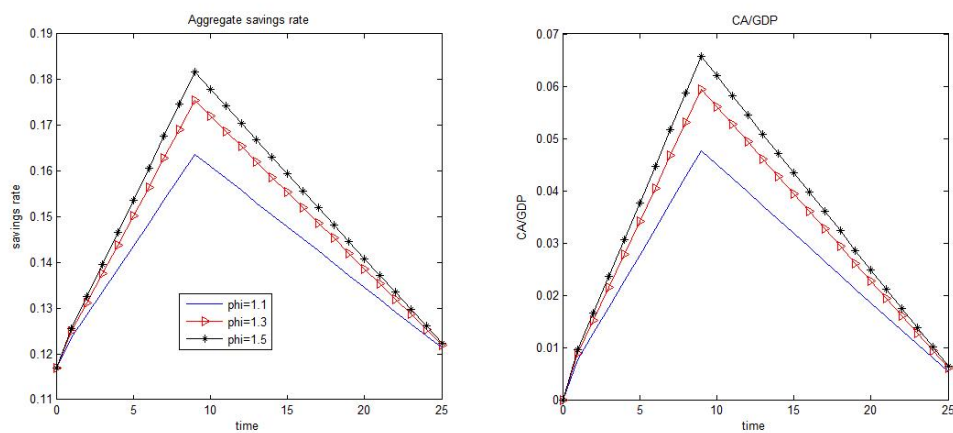 Aggregate savings rate
0.19
0.18
0.17
0.16
0.15
0.14
0.13
0.12
0.11
savings rate
phi=1.1
phi=1.3
phi=1.5
0 5 10 15 20 25
time
CA/GDP
0.07
0.06
0.05
0.04
0.03
0.02
0.01
0
CA/GDP
0 5 10 15 20 25
time